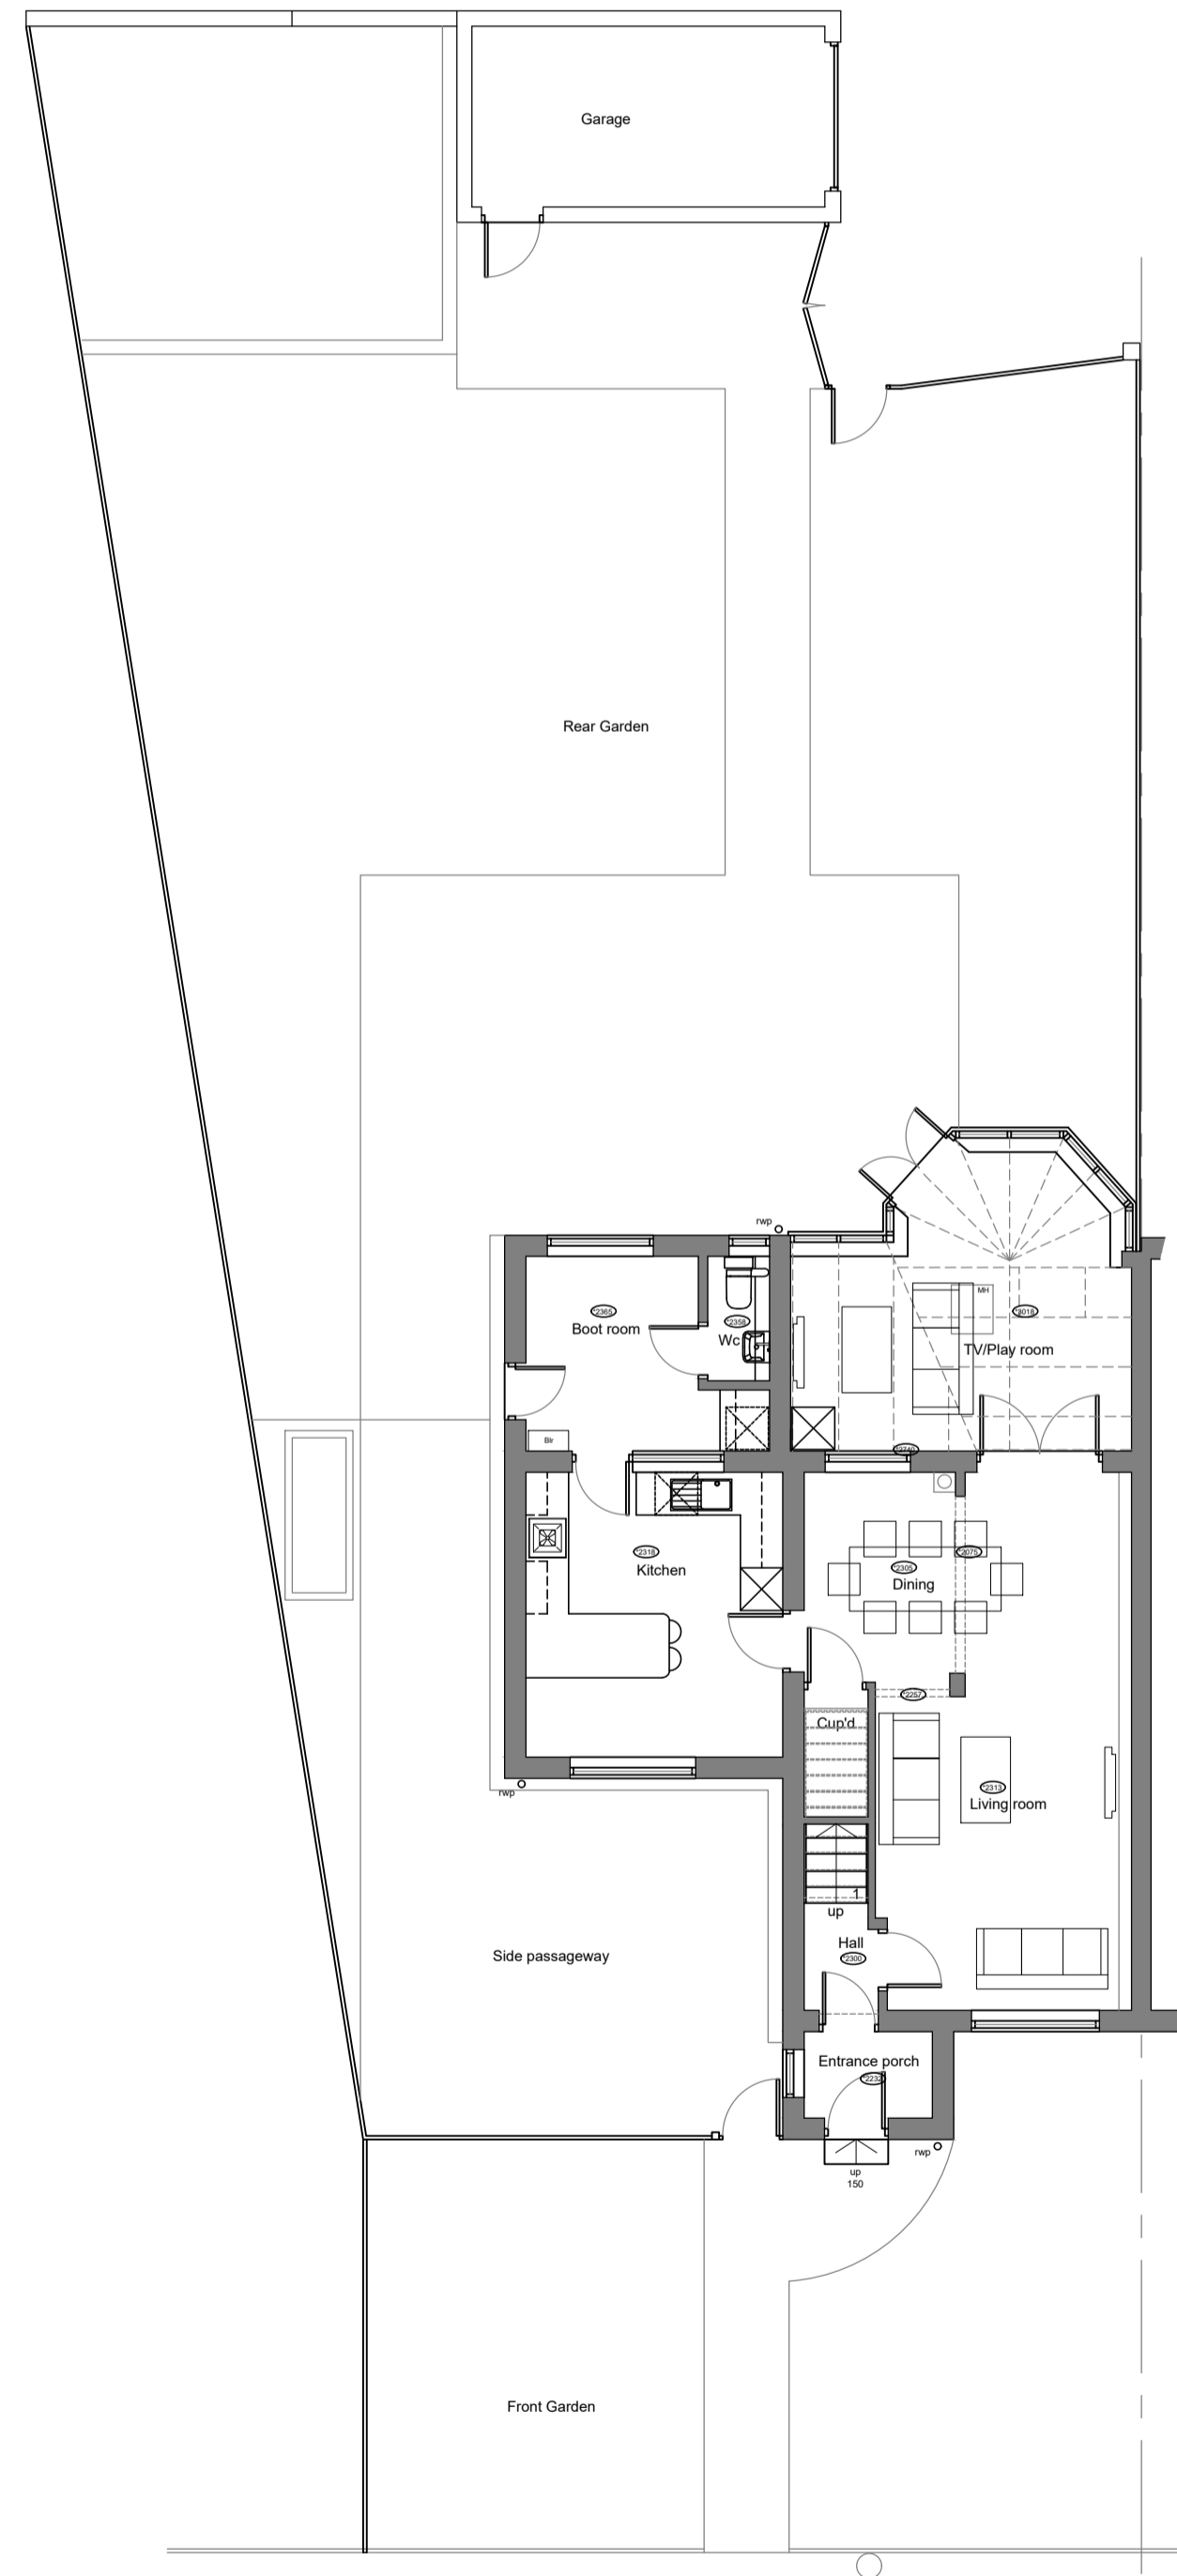 Garage
Rear Garden
rwp
*2365
Boot room
*2358
Wc
MH
*3018
TV/Play room
Blr
*2740
*2318
Kitchen
*2075
*2305
Dining
*2257
Cup'd
rwp
*2313
Living room
1
up
Hall
*2300
Side passageway
Entrance porch
*2232
rwp
up
150
Front Garden